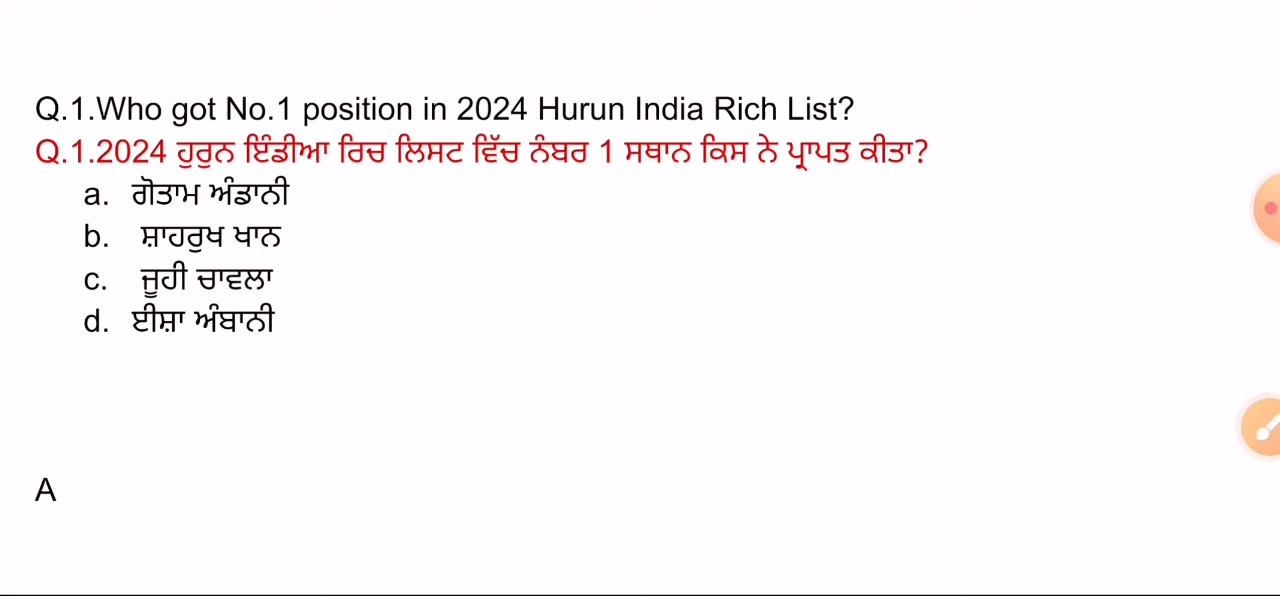 Q.1.Who got No.1 position in 2024 Hurun India Rich List?
Q.1.2024 ਹੁਰੁਨ ਇੰਡੀਆ ਰਿਚ ਲਿਸਟ ਵਿੱਚ ਨੰਬਰ 1 ਸਥਾਨ ਕਿਸ ਨੇ ਪ੍ਰਾਪਤ ਕੀਤਾ?
a. ਗੋਤਾਮ ਅੰਡਾਨੀ
b. ਸ਼ਾਹਰੁਖ ਖਾਨ
c. ਜੂਹੀ ਚਾਵਲਾ
d. ਈਸ਼ਾ ਅੰਬਾਨੀ
A